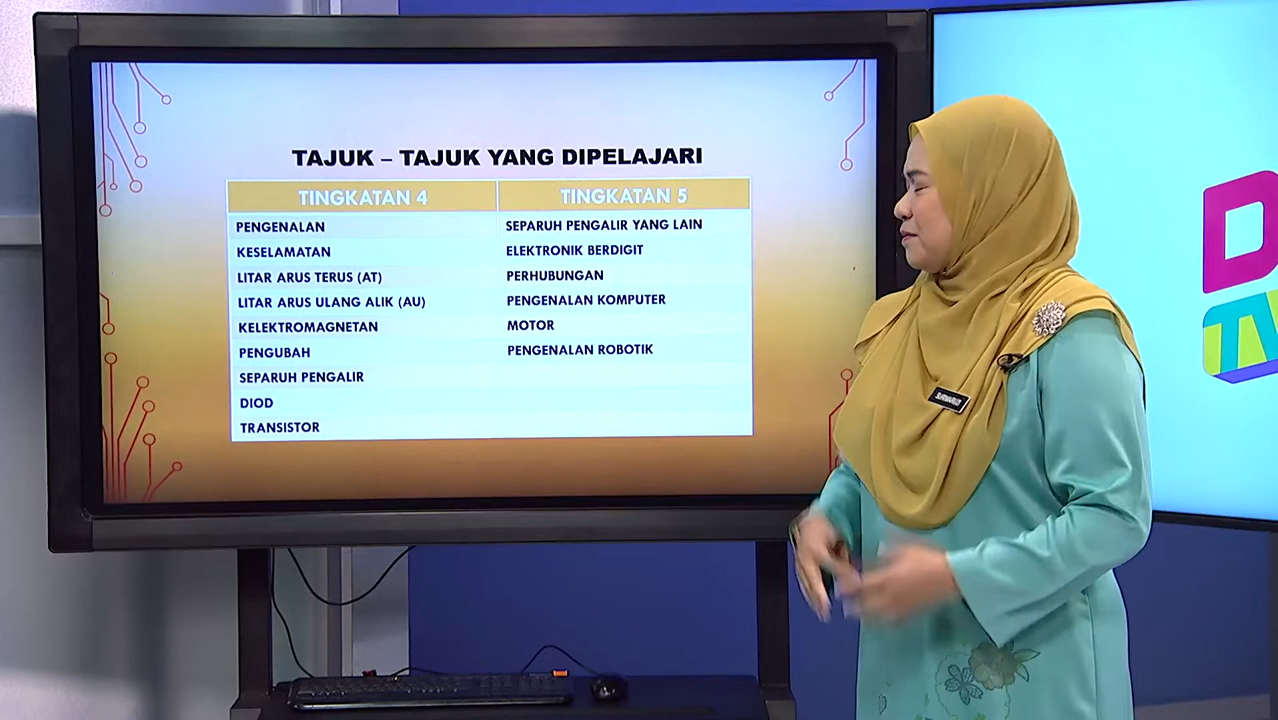 TAJUK – TAJUK YANG DIPELAJARI
TINGKATAN 4
TINGKATAN 5
PENGENALAN
SEPARUH PENGALIR YANG LAIN
KESELAMATAN
ELEKTRONIK BERDIGIT
LITAR ARUS TERUS (AT)
PERHUBUNGAN
LITAR ARUS ULANG ALIK (AU)
PENGENALAN KOMPUTER
KELEKTROMAGNETAN
MOTOR
PENGUBAH
PENGENALAN ROBOTIK
SEPARUH PENGALIR
DIOD
TRANSISTOR
D
TV